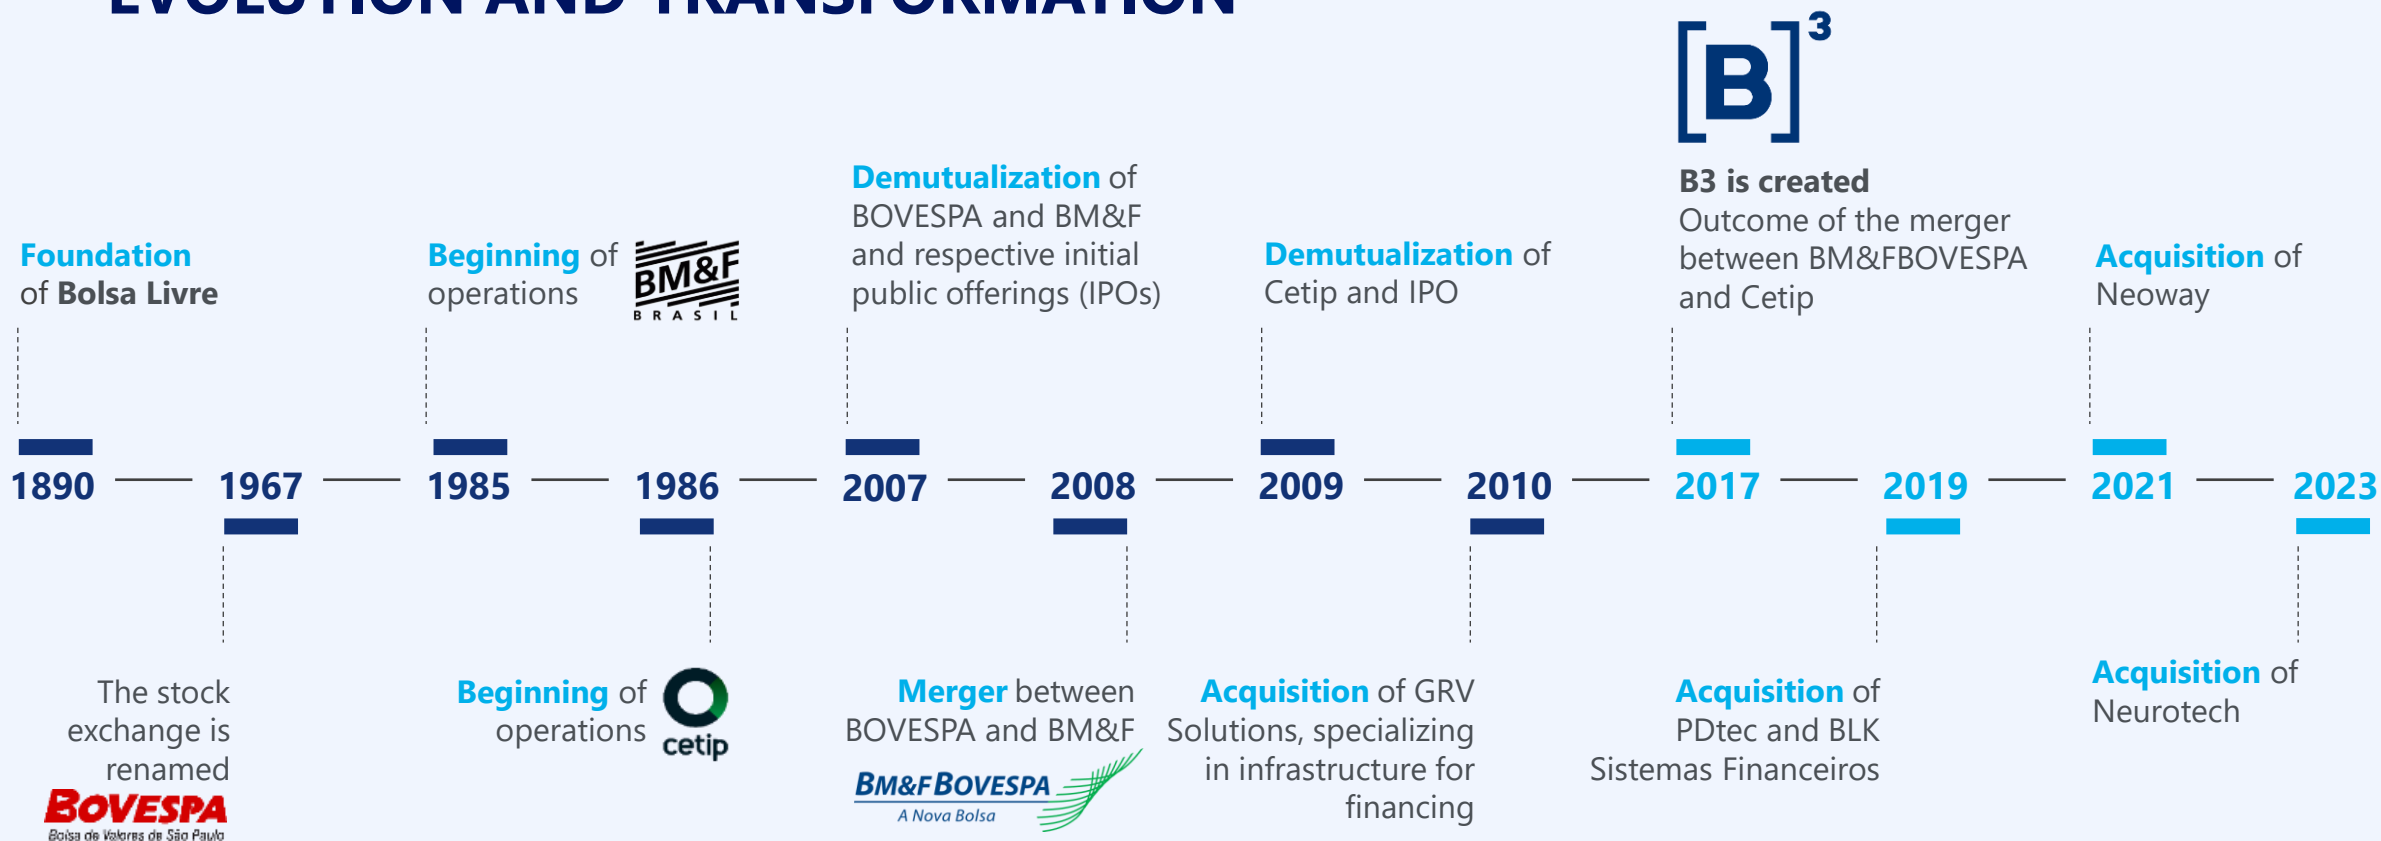 EVOLUTION AND TRANSFORMATION
[B]³
Foundation
of Bolsa Livre
Beginning of
operations
BM&F
BRASIL
Demutualization of
BOVESPA and BM&F
and respective initial
public offerings (IPOs)
Demutualization of
Cetip and IPO
B3 is created
Outcome of the merger
between BM&FBOVESPA
and Cetip
Acquisition of
Neoway
1890
1967
1985
1986
2007
2008
2009
2010
2017
2019
2021
2023
The stock
exchange is
renamed
BOVESPA
Bolsa de Valores de São Paulo
Beginning of
operations
cetip
Merger between
BOVESPA and BM&F
BM&FBOVESPA
A Nova Bolsa
Acquisition of GRV
Solutions, specializing
in infrastructure for
financing
Acquisition of
PDtec and BLK
Sistemas Financeiros
Acquisition of
Neurotech